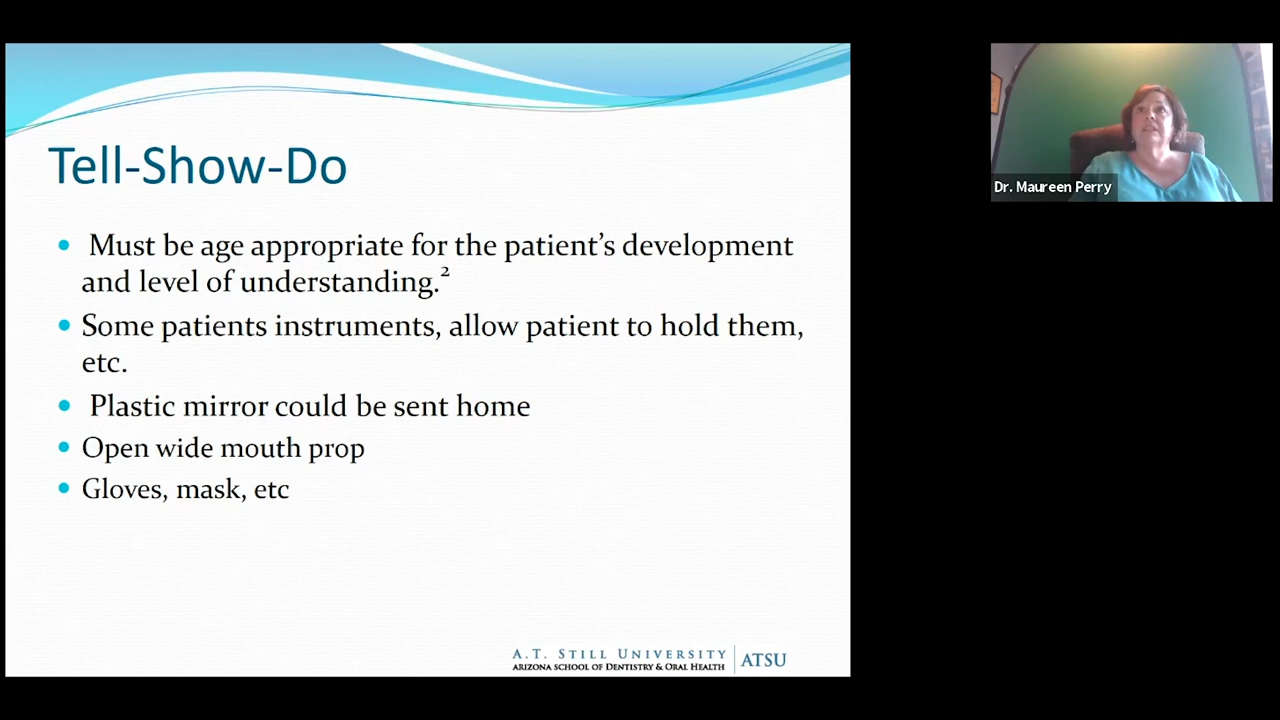 Tell-Show-Do
• Must be age appropriate for the patient’s development
and level of understanding.²
• Some patients instruments, allow patient to hold them,
etc.
• Plastic mirror could be sent home
• Open wide mouth prop
• Gloves, mask, etc
A.T. STILL UNIVERSITY
ARIZONA SCHOOL OF DENTISTRY & ORAL HEALTH
ATSU
Dr. Maureen Perry